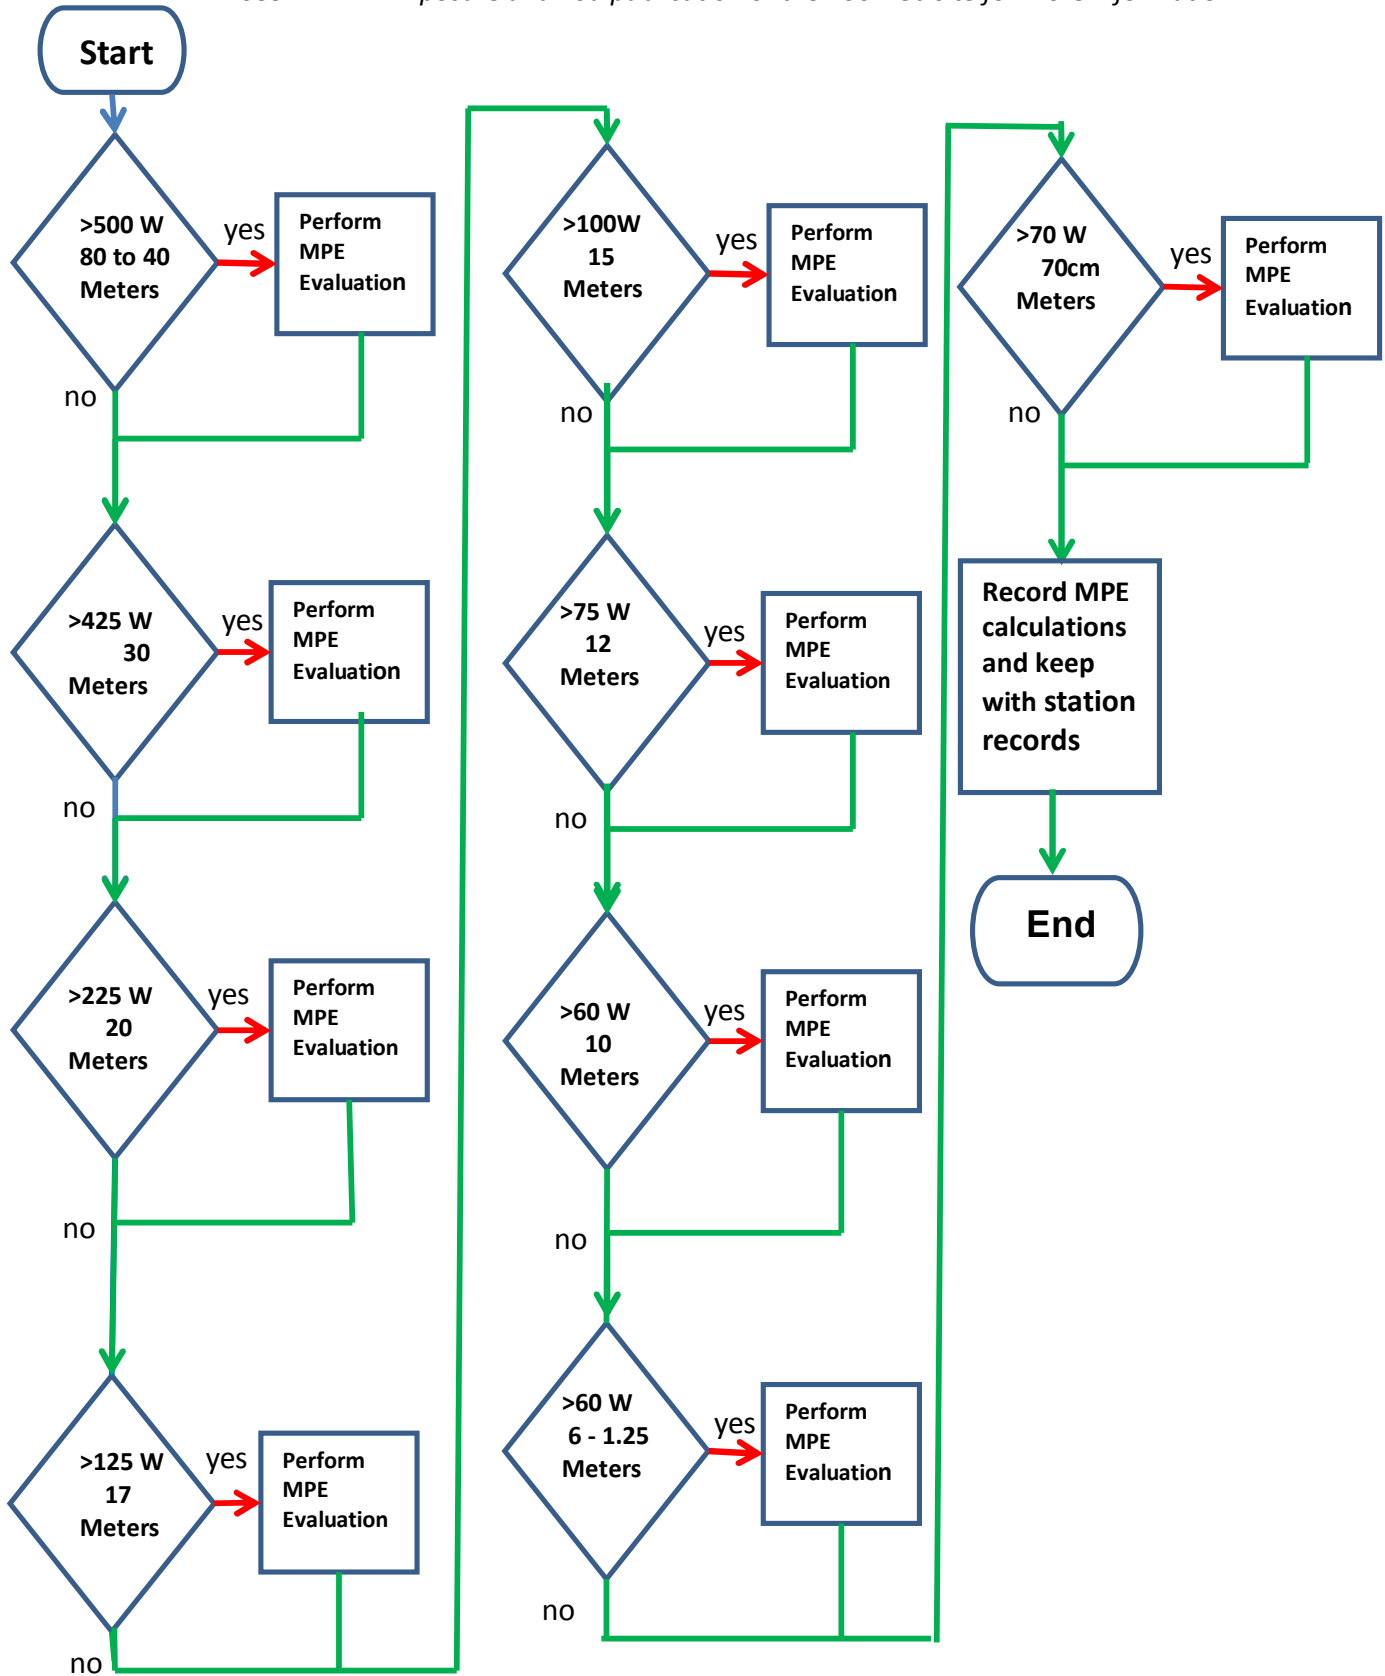 Start
>500 W
80 to 40
Meters
yes
Perform
MPE
Evaluation
no
>425 W
30
Meters
yes
Perform
MPE
Evaluation
no
>225 W
20
Meters
yes
Perform
MPE
Evaluation
no
>125 W
17
Meters
yes
Perform
MPE
Evaluation
no
>100W
15
Meters
yes
Perform
MPE
Evaluation
no
>75 W
12
Meters
yes
Perform
MPE
Evaluation
no
>60 W
10
Meters
yes
Perform
MPE
Evaluation
no
>60 W
6 - 1.25
Meters
yes
Perform
MPE
Evaluation
no
>70 W
70cm
Meters
yes
Perform
MPE
Evaluation
no
Record MPE
calculations
and keep
with station
records
End